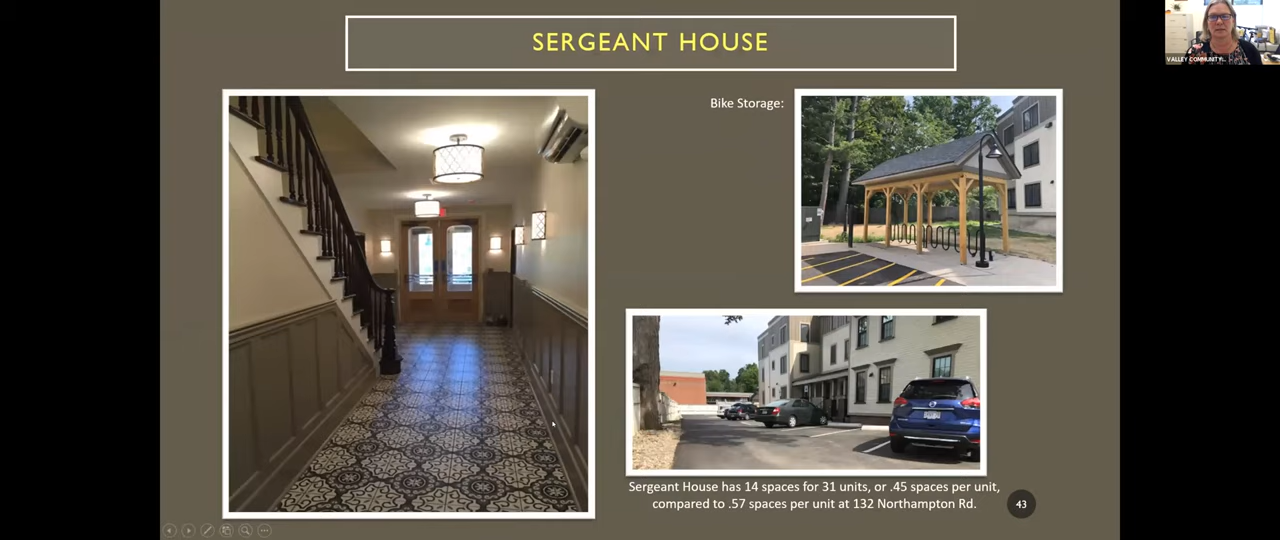 SERGEANT HOUSE
Bike Storage:
Sergeant House has 14 spaces for 31 units, or .45 spaces per unit,
compared to .57 spaces per unit at 132 Northampton Rd.
43
VALLEY COMMUNITY